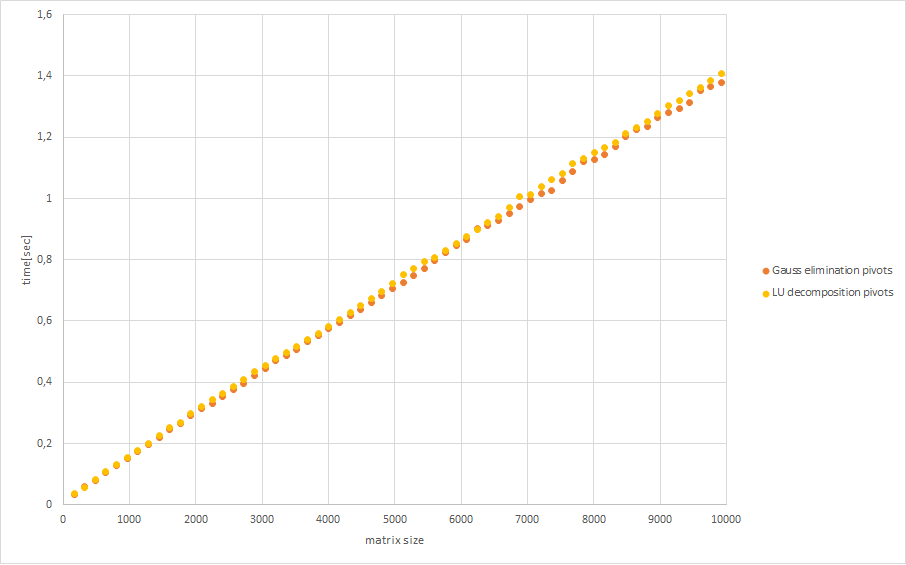 1,6
1,4
1,2
1
0,8
0,6
0,4
0,2
0
time[sec]
0 1000 2000 3000 4000 5000 6000 7000 8000 9000 10000
matrix size
Gauss elimination pivots
LU decomposition pivots